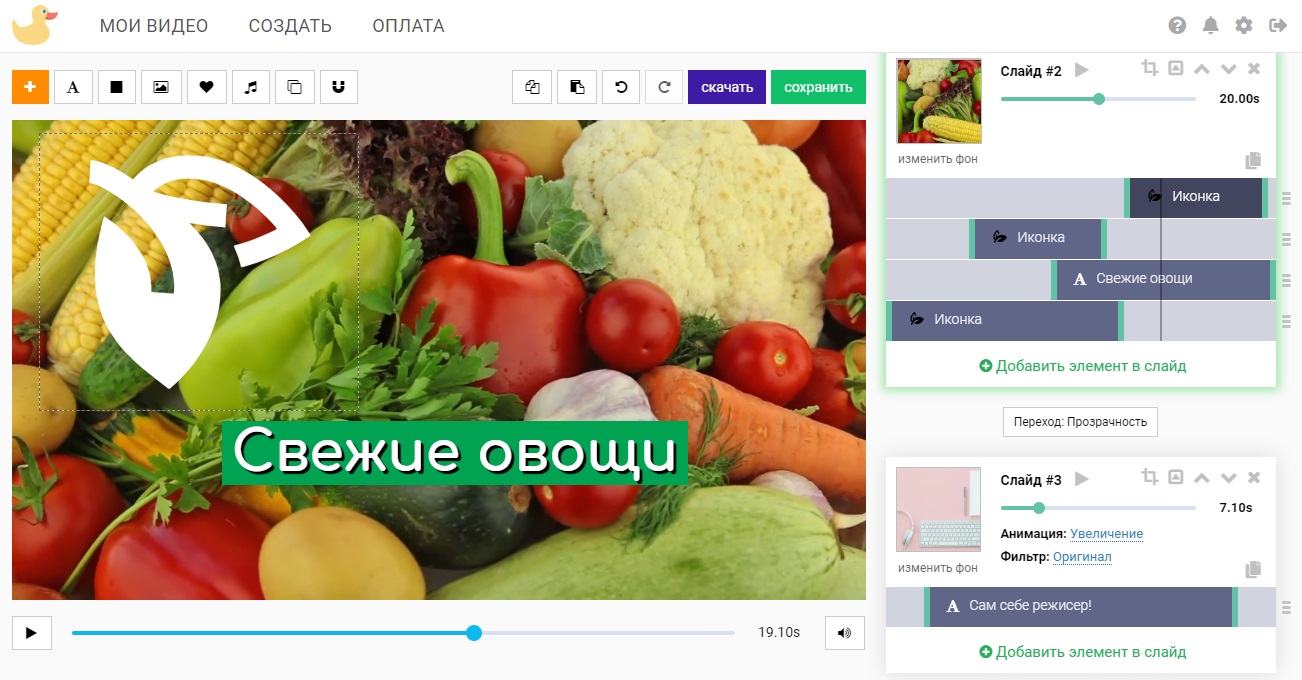 МОИ ВИДЕО СОЗДАТЬ ОПЛАТА
A скачать сохранить
Свежие овощи
19.10s
Слайд #2
20.00s
изменить фон
Иконка
Иконка
A Свежие овощи
Иконка
Добавить элемент в слайд
Переход: Прозрачность
Слайд #3
7.10s
Анимация: Увеличение
Фильтр: Оригинал
изменить фон
A Сам себе режисер!
Добавить элемент в слайд